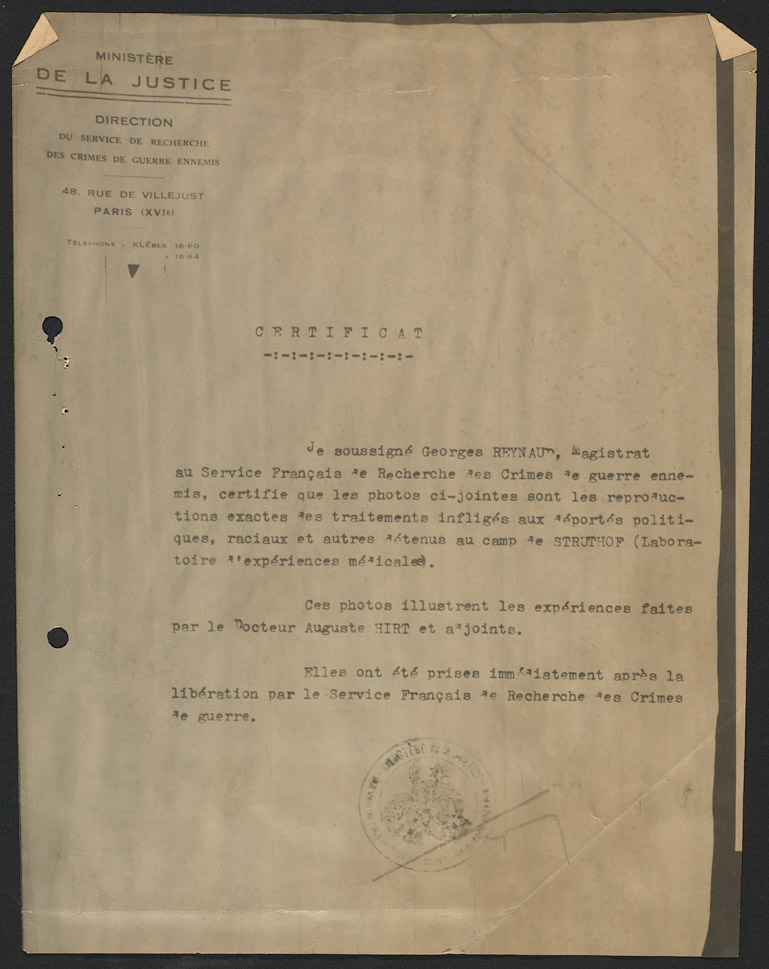 MINISTÈRE
DE LA JUSTICE
DIRECTION
DU SERVICE DE RECHERCHE
DES CRIMES DE GUERRE ENNEMIS
48, RUE DE VILLEJUST
PARIS (XVIE)
TÉLÉPHONE : KLÉBER 18-60
» 18-64
CERTIFICAT
-:-:-:-:-:-:-:-:-
Je soussigné Georges REYNAUD, Magistrat
au Service Français de Recherche des Crimes de guerre enne-
mis, certifie que les photos ci-jointes sont les reproduc-
tions exactes des traitements infligés aux déportés politi-
ques, raciaux et autres détenus au camp de STRUTHOF (Labora-
toire d'expériences médicales).
Ces photos illustrent les expériences faites
par le Docteur Auguste HIRT et adjoints.
Elles ont été prises immédiatement après la
libération par le Service Français de Recherche des Crimes
de guerre.